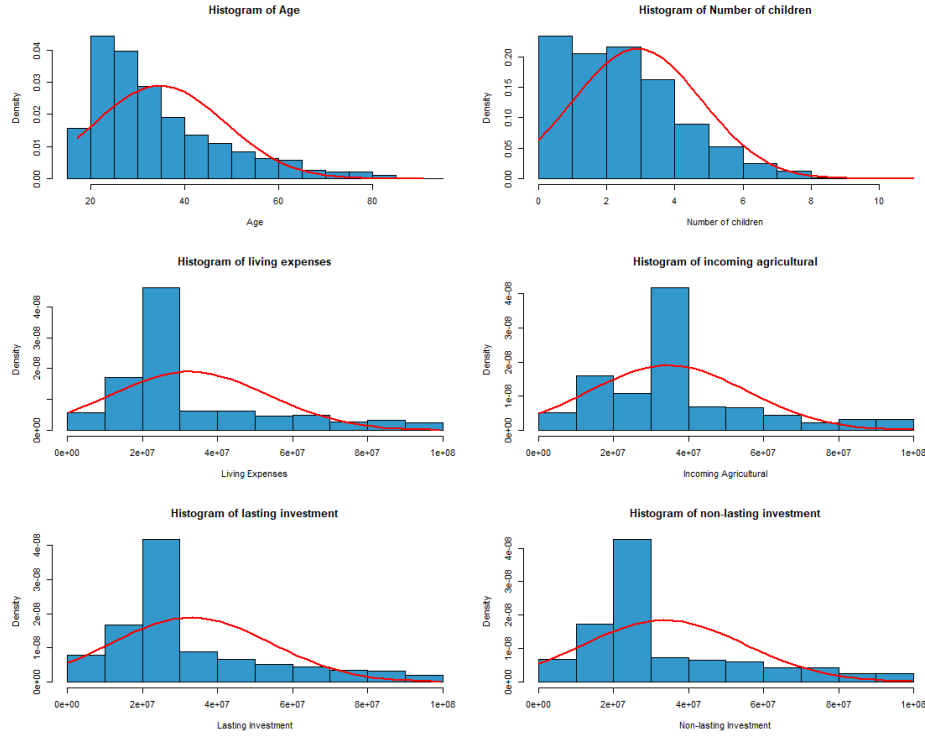 Histogram of Age
Density
0.00 0.01 0.02 0.03 0.04
20 40 60 80
Age
Histogram of Number of children
Density
0.00 0.05 0.10 0.15 0.20
0 2 4 6 8 10
Number of children
Histogram of living expenses
Density
0e+00 1e-08 2e-08 3e-08 4e-08
0e+00 2e+07 4e+07 6e+07 8e+07 1e+08
Living Expenses
Histogram of incoming agricultural
Density
0e+00 1e-08 2e-08 3e-08 4e-08
0e+00 2e+07 4e+07 6e+07 8e+07 1e+08
Incoming Agricultural
Histogram of lasting investment
Density
0e+00 1e-08 2e-08 3e-08 4e-08
0e+00 2e+07 4e+07 6e+07 8e+07 1e+08
Lasting Investment
Histogram of non-lasting investment
Density
0e+00 1e-08 2e-08 3e-08 4e-08
0e+00 2e+07 4e+07 6e+07 8e+07 1e+08
Non-lasting Investment